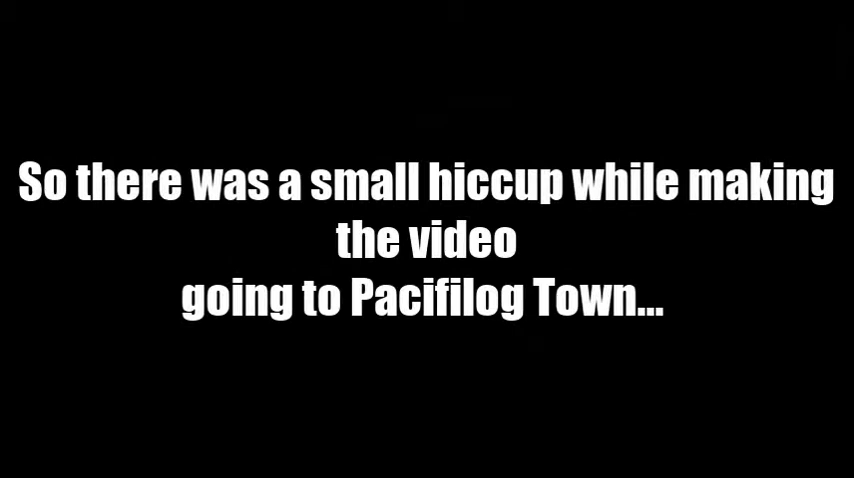 So there was a small hiccup while making
the video
going to Pacifilog Town...